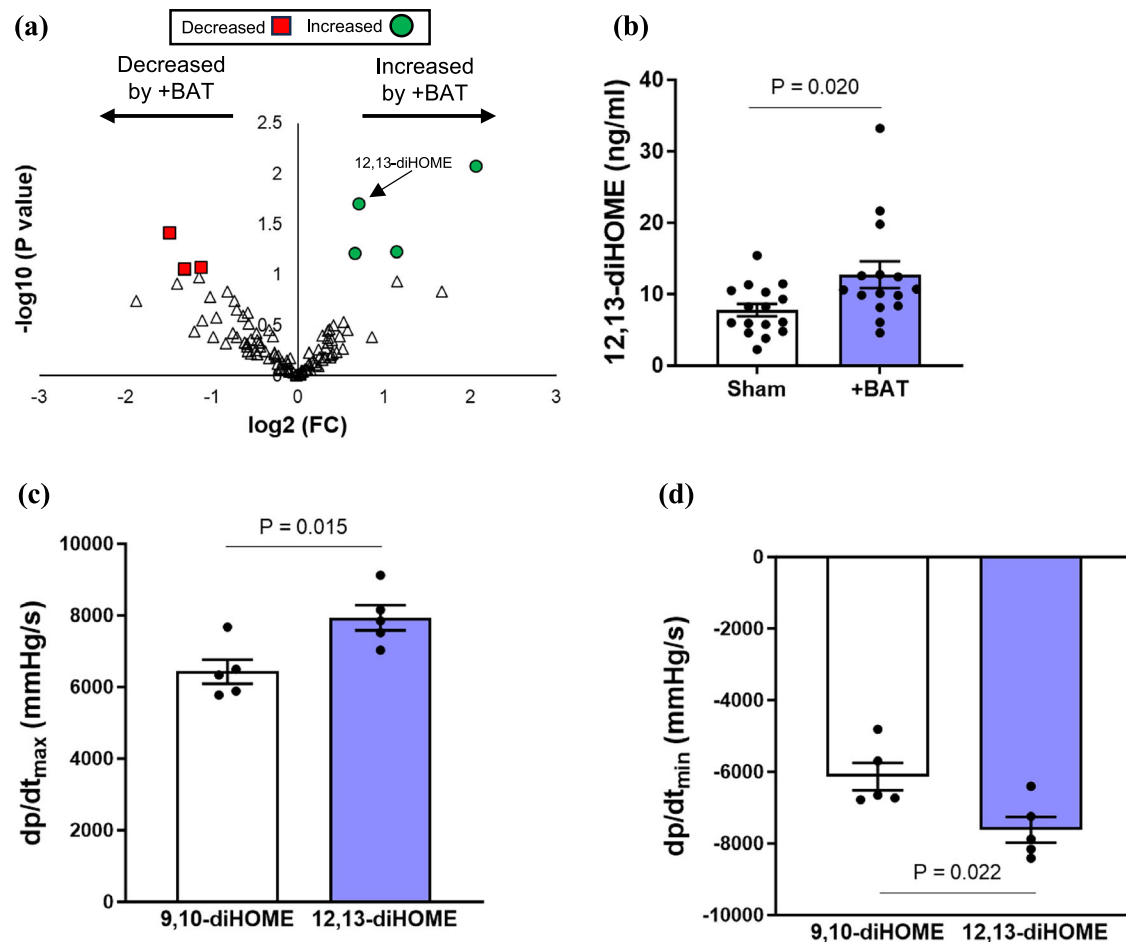 (a)
Decreased Increased
Decreased
by +BAT
Increased
by +BAT
12,13-diHOME
-log10 (P value)
2.5
2
1.5
1
0.5
0
-3 -2 -1 0 1 2 3
log2 (FC)
(b)
P = 0.020
12,13-diHOME (ng/ml)
40
30
20
10
0
Sham +BAT
(c)
P = 0.015
dp/dtmax (mmHg/s)
10000
8000
6000
4000
2000
0
9,10-diHOME 12,13-diHOME
(d)
dp/dtmin (mmHg/s)
0
-2000
-4000
-6000
-8000
-10000
P = 0.022
9,10-diHOME 12,13-diHOME